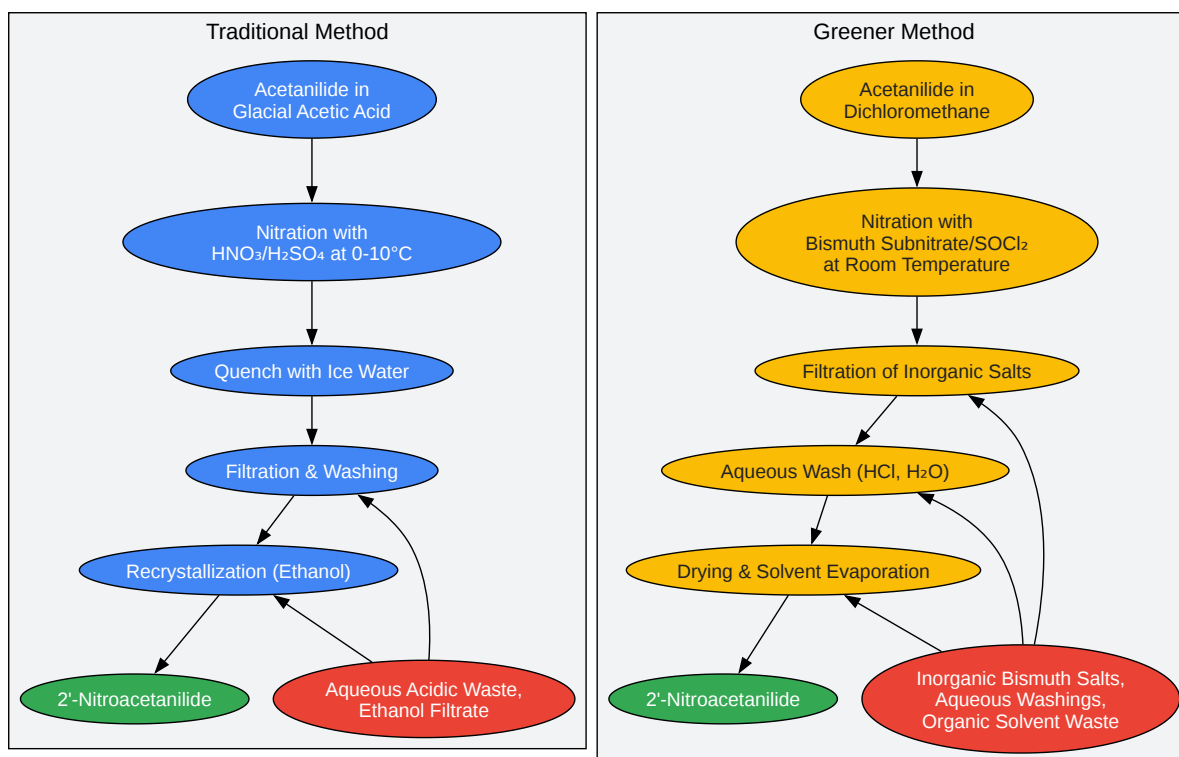 Traditional Method
Acetanilide in
Glacial Acetic Acid
Nitration with
HNO₃/H₂SO₄ at 0-10°C
Quench with Ice Water
Filtration & Washing
Recrystallization (Ethanol)
2'-Nitroacetanilide
Aqueous Acidic Waste,
Ethanol Filtrate
Greener Method
Acetanilide in
Dichloromethane
Nitration with
Bismuth Subnitrate/SOCl₂
at Room Temperature
Filtration of Inorganic Salts
Aqueous Wash (HCl, H₂O)
Drying & Solvent Evaporation
2'-Nitroacetanilide
Inorganic Bismuth Salts,
Aqueous Washings,
Organic Solvent Waste